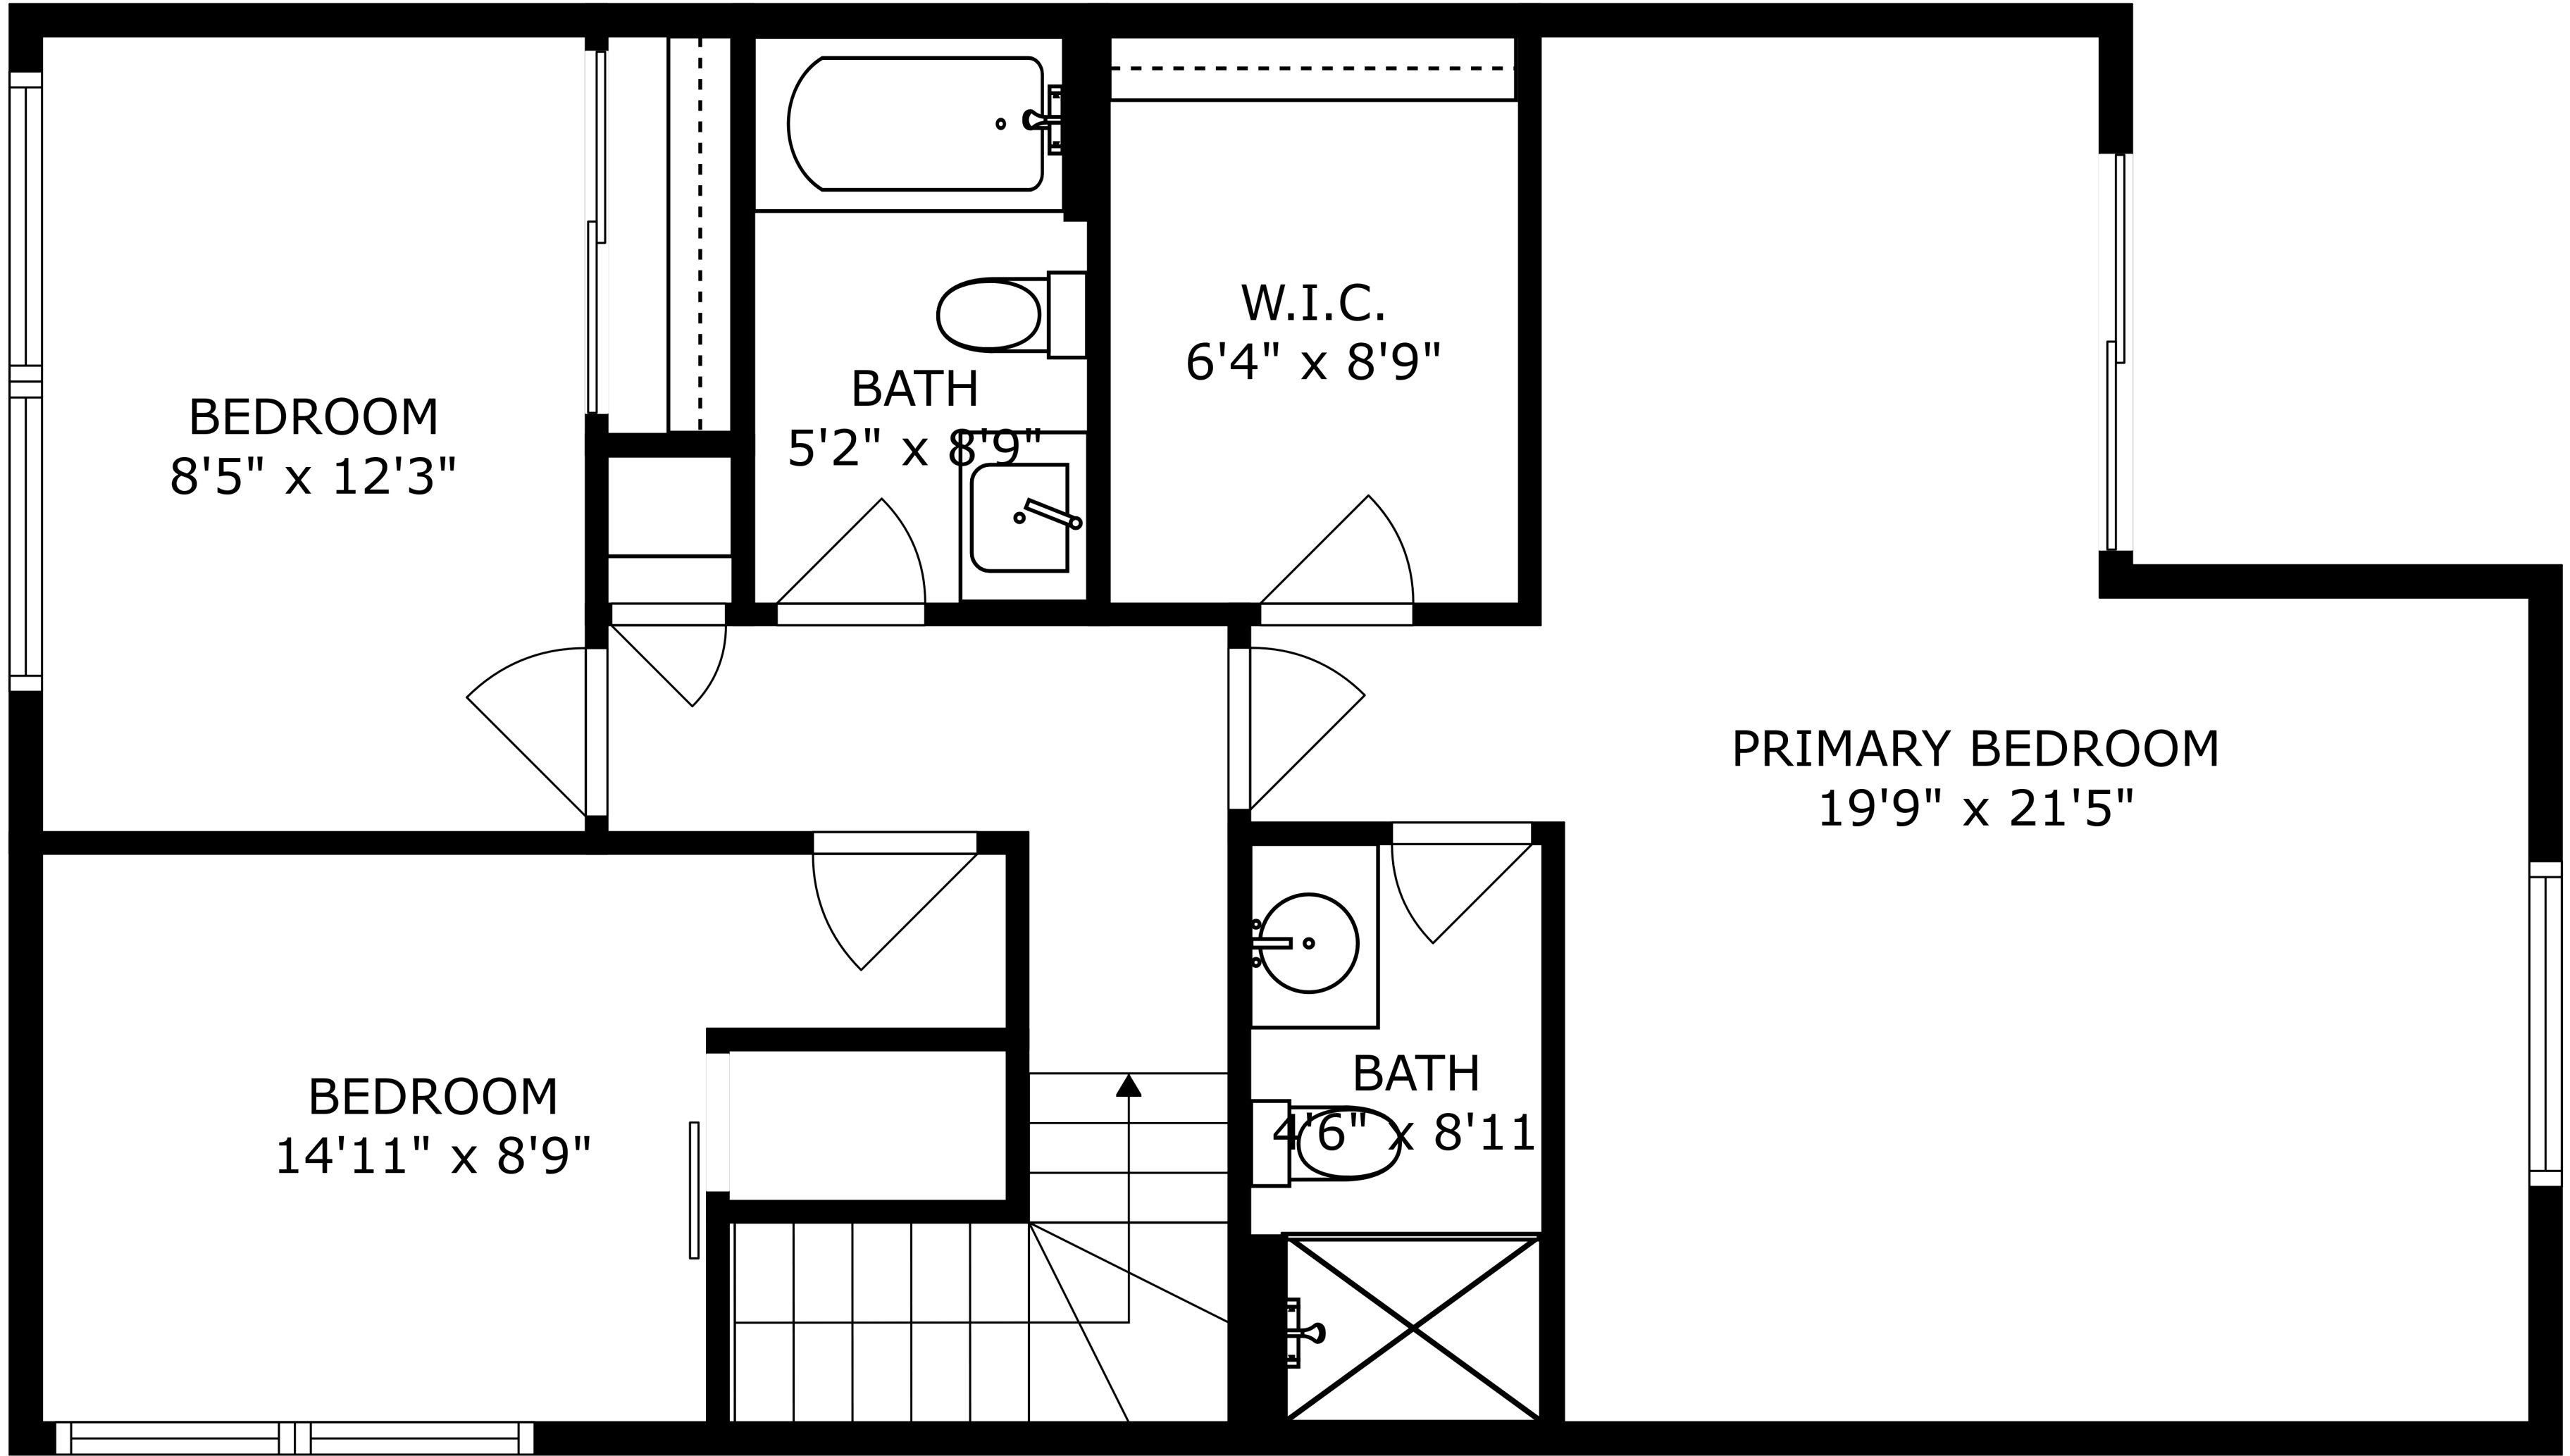 BEDROOM
8'5" x 12'3"
BATH
5'2" x 8'9"
W.I.C.
6'4" x 8'9"
PRIMARY BEDROOM
19'9" x 21'5"
BEDROOM
14'11" x 8'9"
BATH
4'6" x 8'11